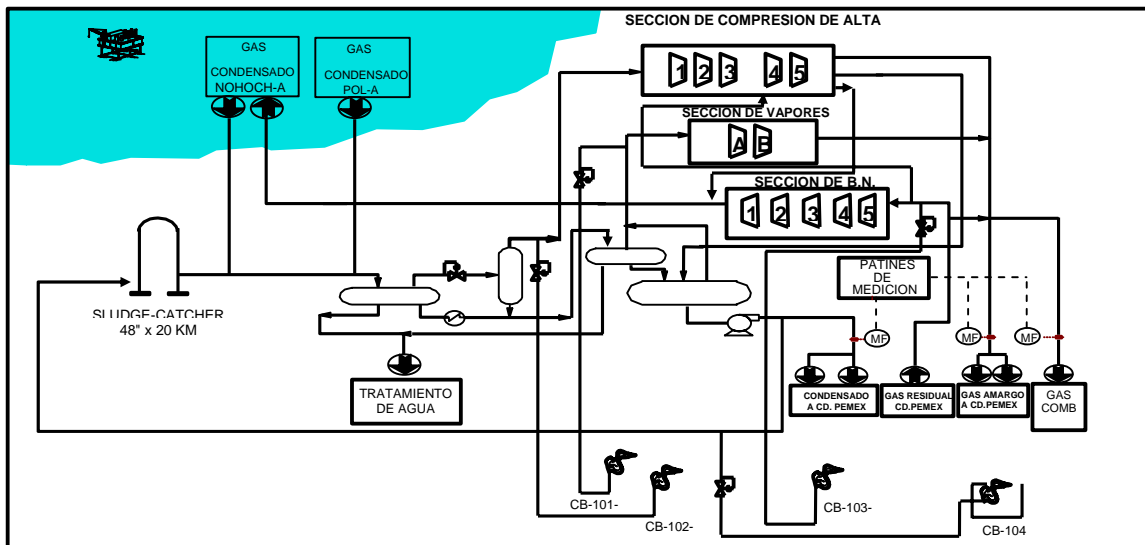 SECCION DE COMPRESION DE ALTA
GAS
CONDENSADO
NOHOCH-A
GAS
CONDENSADO
POL-A
1 2 3 4 5
SECCION DE VAPORES
A B
SECCION DE B.N.
1 2 3 4 5
PATINES
DE
MEDICION
SLUDGE-CATCHER
48" x 20 KM
MF
MF
MF
TRATAMIENTO
DE AGUA
CONDENSADO
A CD. PEMEX
GAS RESIDUAL
CD.PEMEX
GAS AMARGO
A CD.PEMEX
GAS
COMB
CB-101-
CB-102-
CB-103-
CB-104